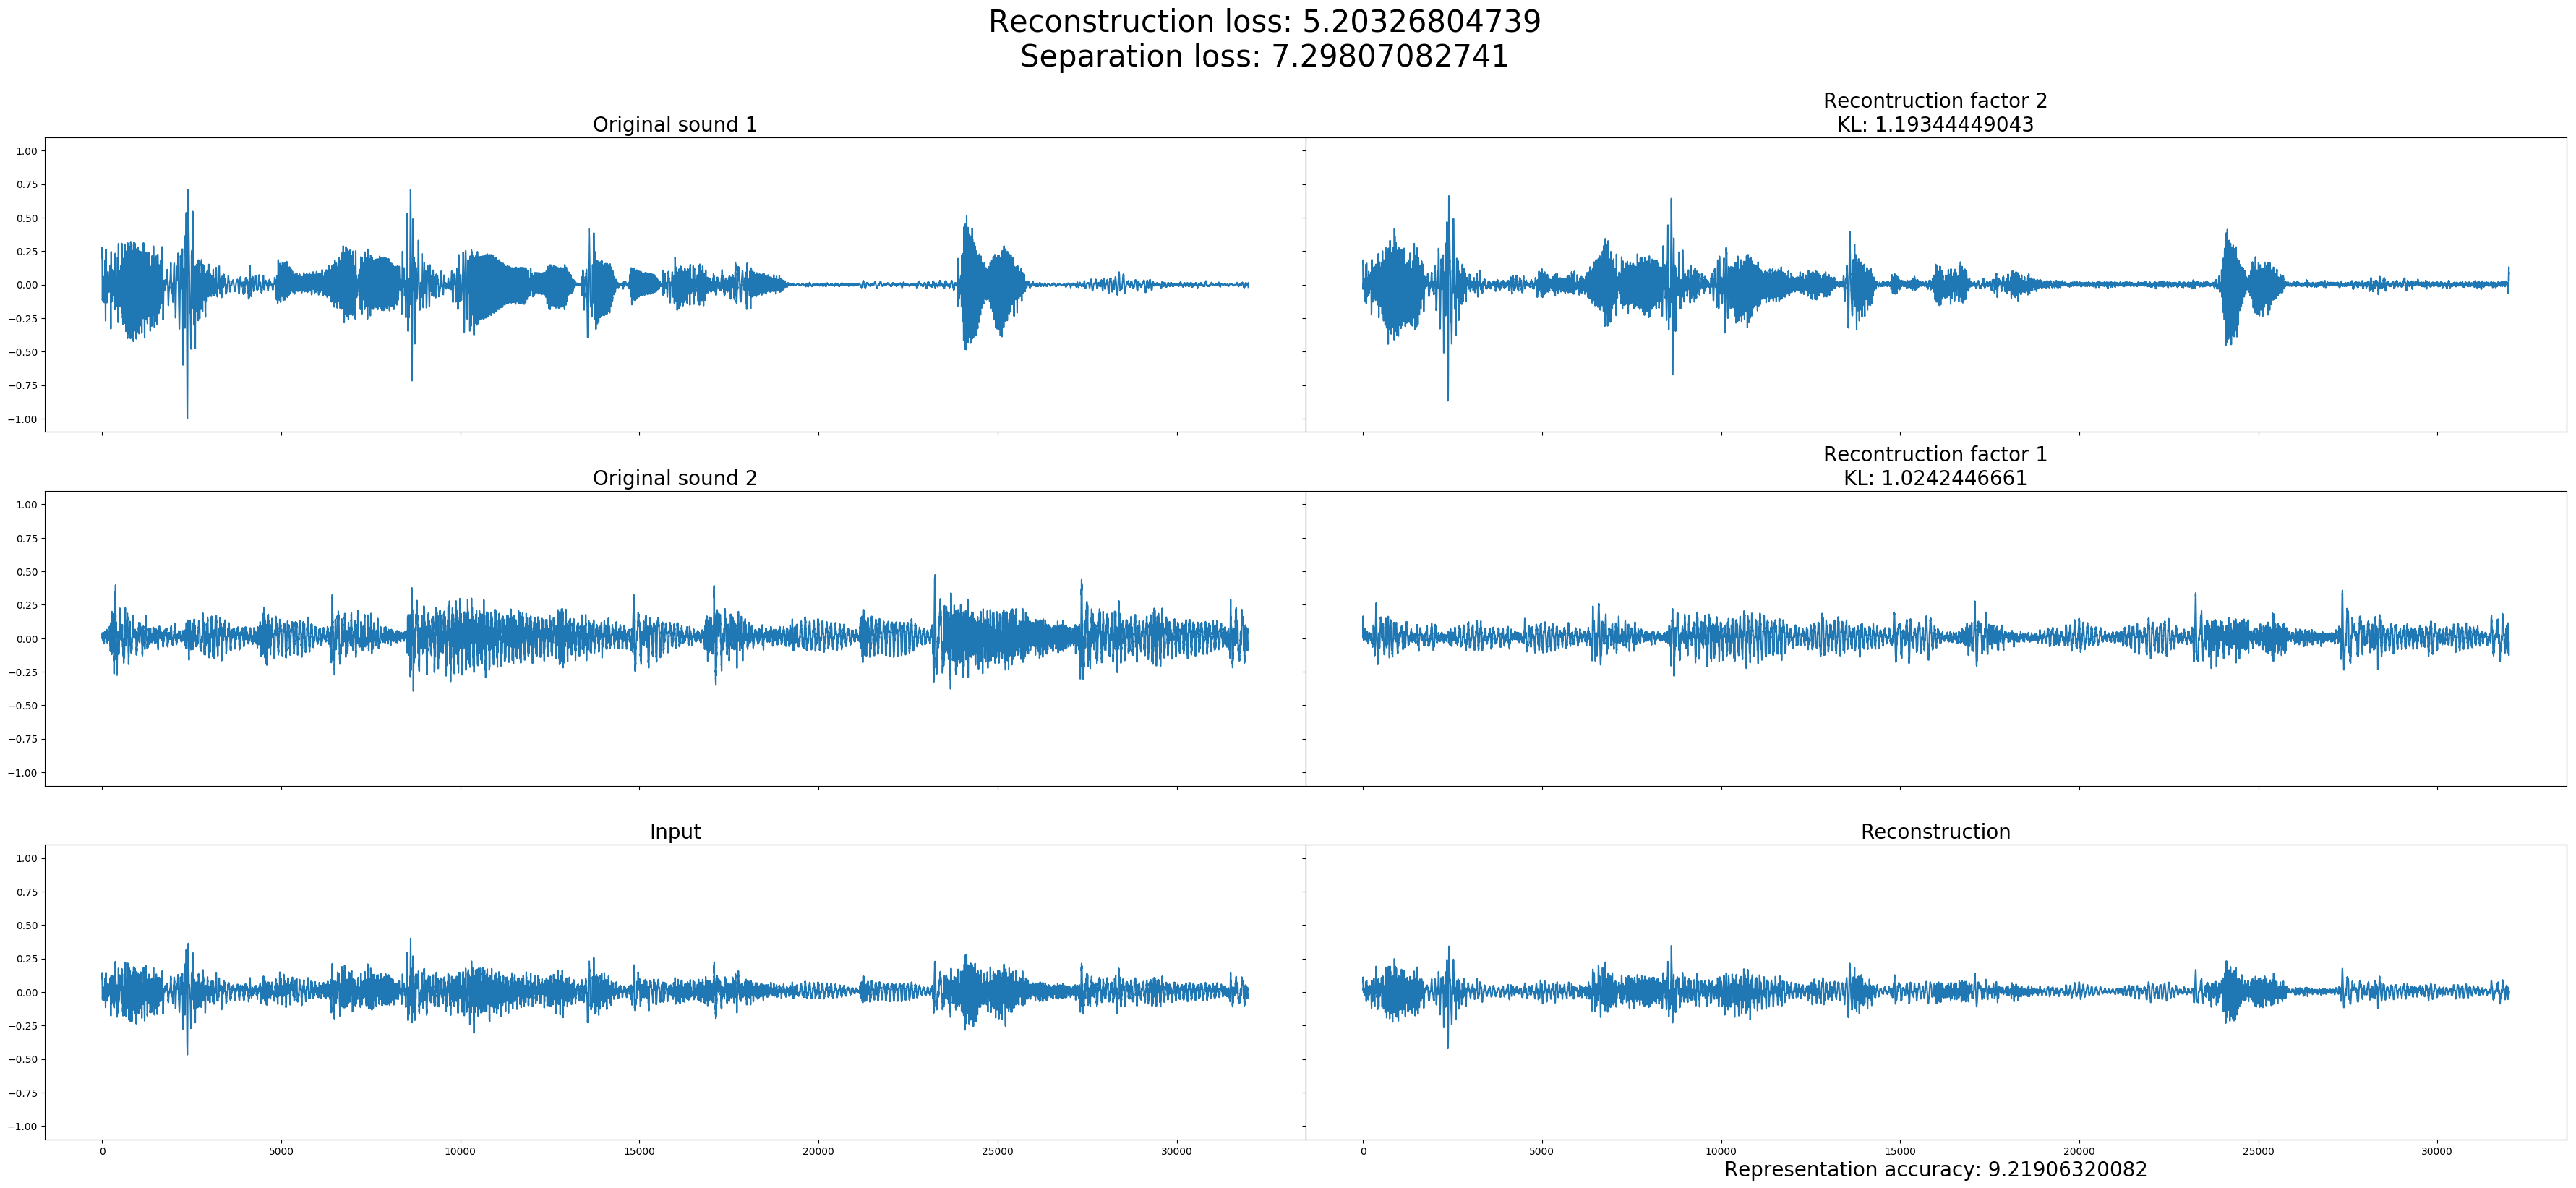 Reconstruction loss: 5.20326804739
Separation loss: 7.29807082741
Original sound 1
Recontruction factor 2
KL: 1.19344449043
1.00
0.75
0.50
0.25
0.00
−0.25
−0.50
−0.75
−1.00
Original sound 2
Recontruction factor 1
KL: 1.0242446661
1.00
0.75
0.50
0.25
0.00
−0.25
−0.50
−0.75
−1.00
Input
Reconstruction
1.00
0.75
0.50
0.25
0.00
−0.25
−0.50
−0.75
−1.00
0 5000 10000 15000 20000 25000 30000
0 5000 10000 15000 20000 25000 30000
Representation accuracy: 9.21906320082